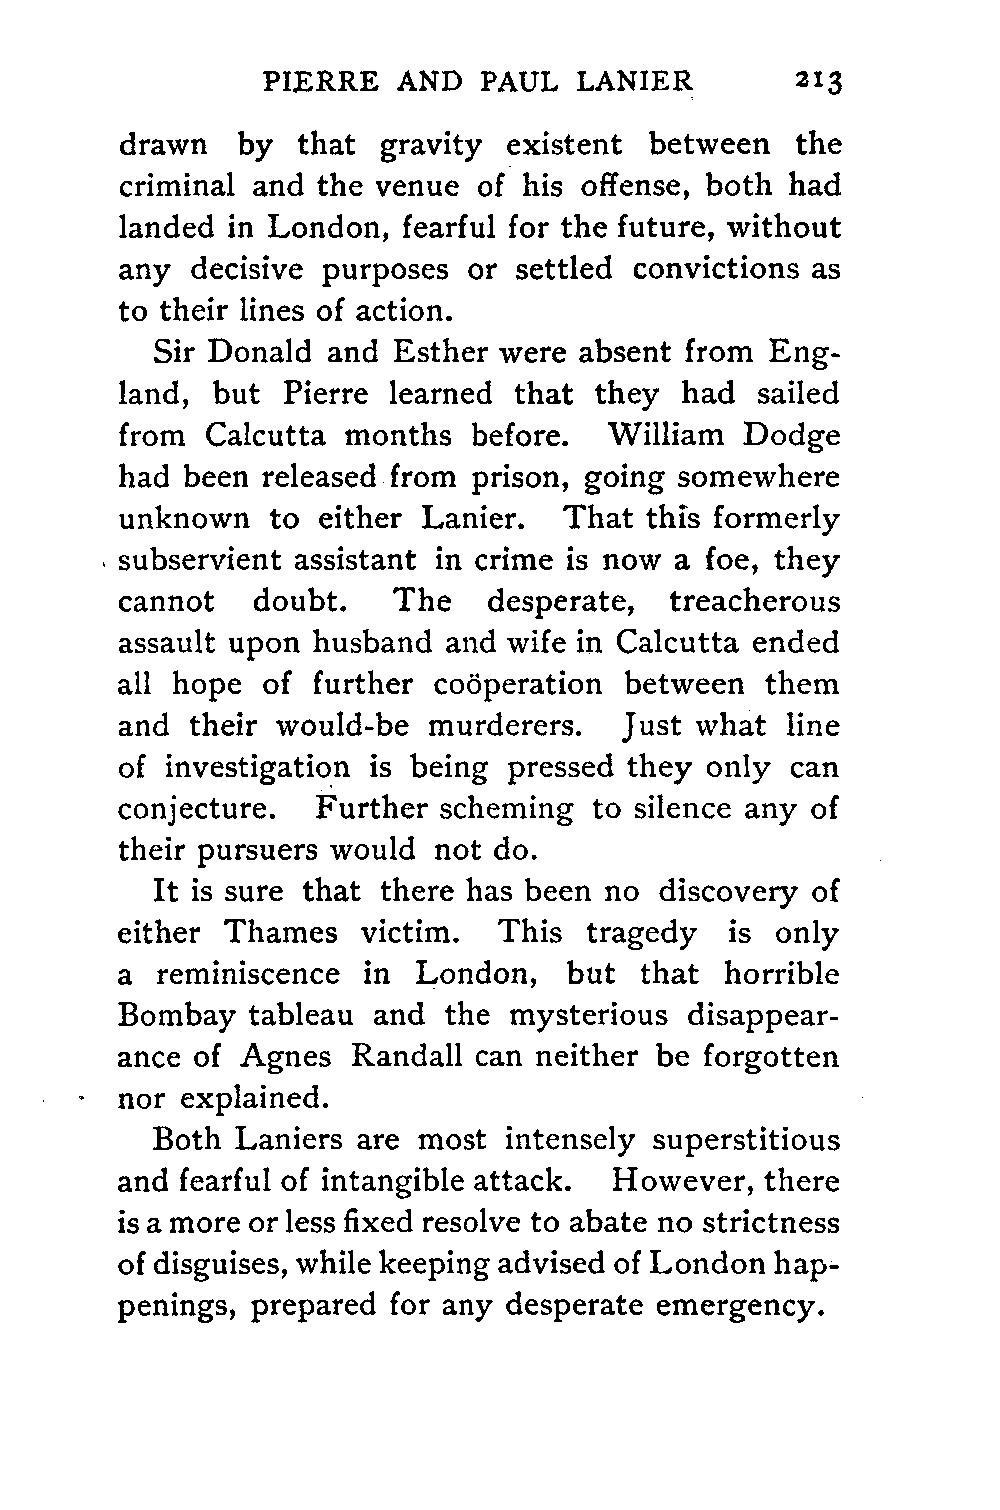 PIERRE AND PAUL LANIER 213
drawn by that gravity existent between the
criminal and the venue of his offense, both had
landed in London, fearful for the future, without
any decisive purposes or settled convictions as
to their lines of action.
Sir Donald and Esther were absent from Eng-
land, but Pierre learned that they had sailed
from Calcutta months before. William Dodge
had been released from prison, going somewhere
unknown to either Lanier. That this formerly
subservient assistant in crime is now a foe, they
cannot doubt. The desperate, treacherous
assault upon husband and wife in Calcutta ended
all hope of further coöperation between them
and their would-be murderers. Just what line
of investigation is being pressed they only can
conjecture. Further scheming to silence any of
their pursuers would not do.
It is sure that there has been no discovery of
either Thames victim. This tragedy is only
a reminiscence in London, but that horrible
Bombay tableau and the mysterious disappear-
ance of Agnes Randall can neither be forgotten
nor explained.
Both Laniers are most intensely superstitious
and fearful of intangible attack. However, there
is a more or less fixed resolve to abate no strictness
of disguises, while keeping advised of London hap-
penings, prepared for any desperate emergency.